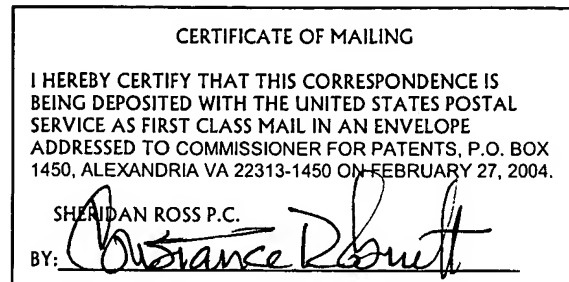 CERTIFICATE OF MAILING
I HEREBY CERTIFY THAT THIS CORRESPONDENCE IS
BEING DEPOSITED WITH THE UNITED STATES POSTAL
SERVICE AS FIRST CLASS MAIL IN AN ENVELOPE
ADDRESSED TO COMMISSIONER FOR PATENTS, P.O. BOX
1450, ALEXANDRIA VA 22313-1450 ON FEBRUARY 27, 2004.
SHERIDAN ROSS P.C.
BY: Constance